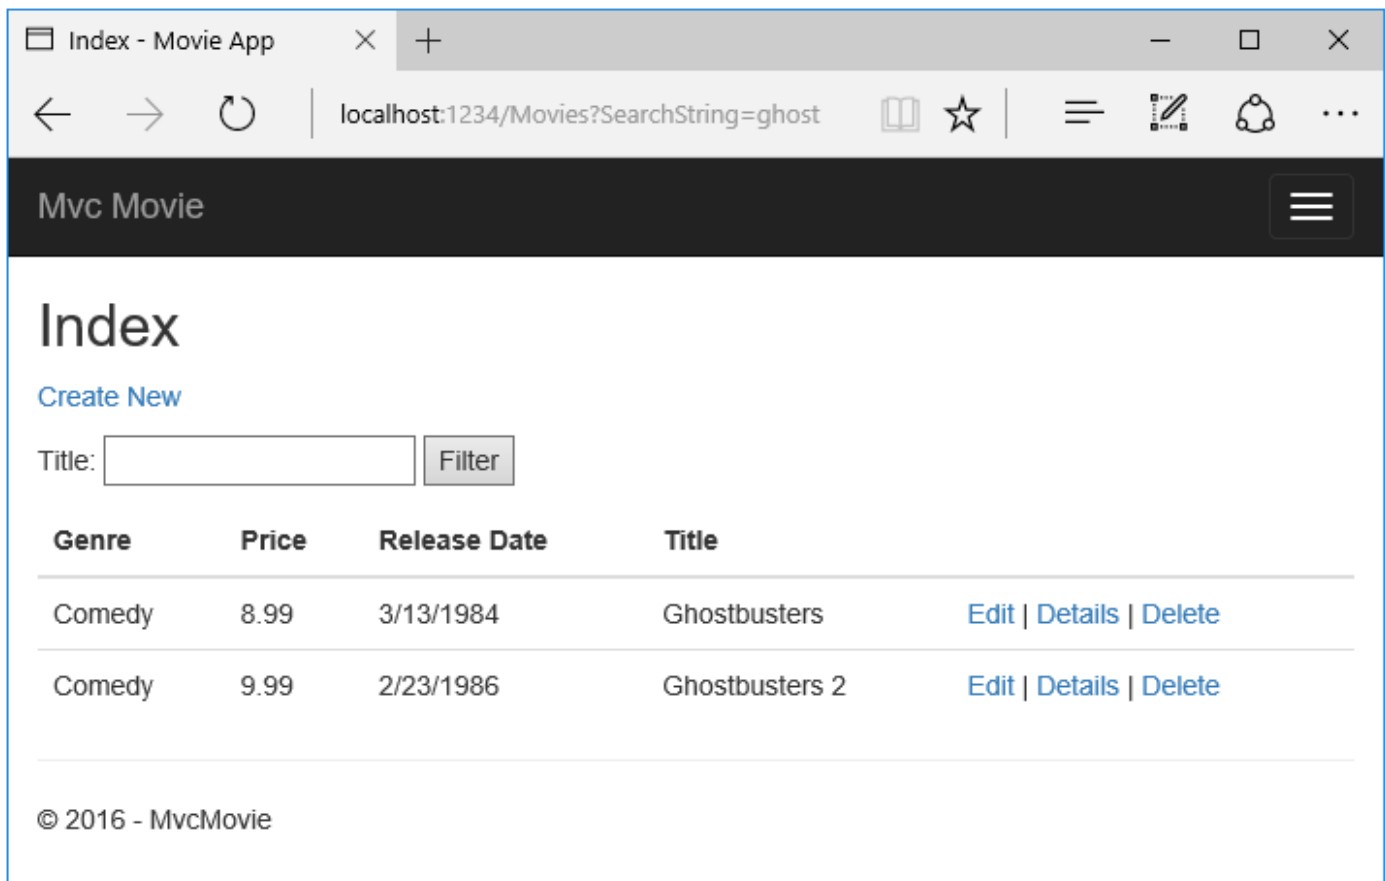 Index - Movie App
localhost:1234/Movies?SearchString=ghost
Mvc Movie
Index
Create New
Title: Filter
Genre Price Release Date Title
Comedy 8.99 3/13/1984 Ghostbusters Edit | Details | Delete
Comedy 9.99 2/23/1986 Ghostbusters 2 Edit | Details | Delete
© 2016 - MvcMovie